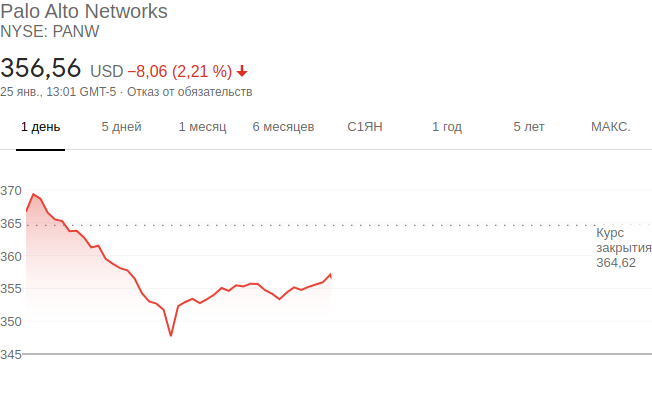 Palo Alto Networks
NYSE: PANW
356,56 USD −8,06 (2,21 %)
25 янв., 13:01 GMT-5 · Отказ от обязательств
1 день 5 дней 1 месяц 6 месяцев С1ЯН 1 год 5 лет МАКС.
370
365
Курс
закрытия
364,62
360
355
350
345